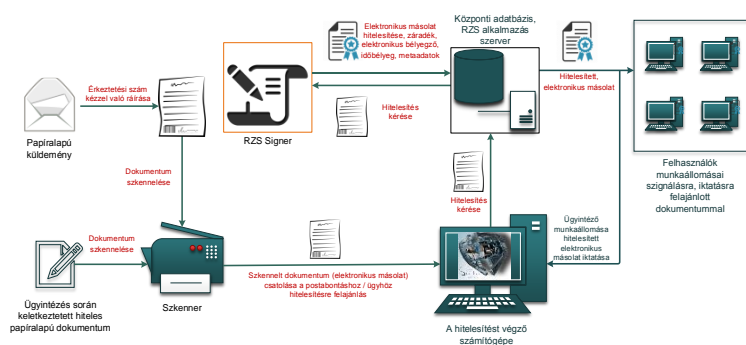 Elektronikus másolat
hitelesítése, záradék,
elektronikus bélyegző,
időbélyeg, metaadatok
Központi adatbázis,
RZS alkalmazás
szerver
Hitelesített,
elektronikus másolat
Érkeztetési szám
kézzel való ráírása
Papíralapú
küldemény
RZS Signer
Hitelesítés
kérése
Felhasználók
munkaállomásai
szignálásra, iktatásra
felajánlott
dokumentummal
Dokumentum
szkennelése
Hitelesítés
kérése
Ügyintéző
munkaállomása
hitelesített
elektronikus
másolat iktatása
Dokumentum
szkennelése
Ügyintézés során
keletkeztetett hiteles
papíralapú dokumentum
Szkenner
Szkennelt dokumentum (elektronikus másolat)
csatolása a postabontáshoz / ügyhöz
hitelesítésre felajánlás
A hitelesítést végző
számítógépe